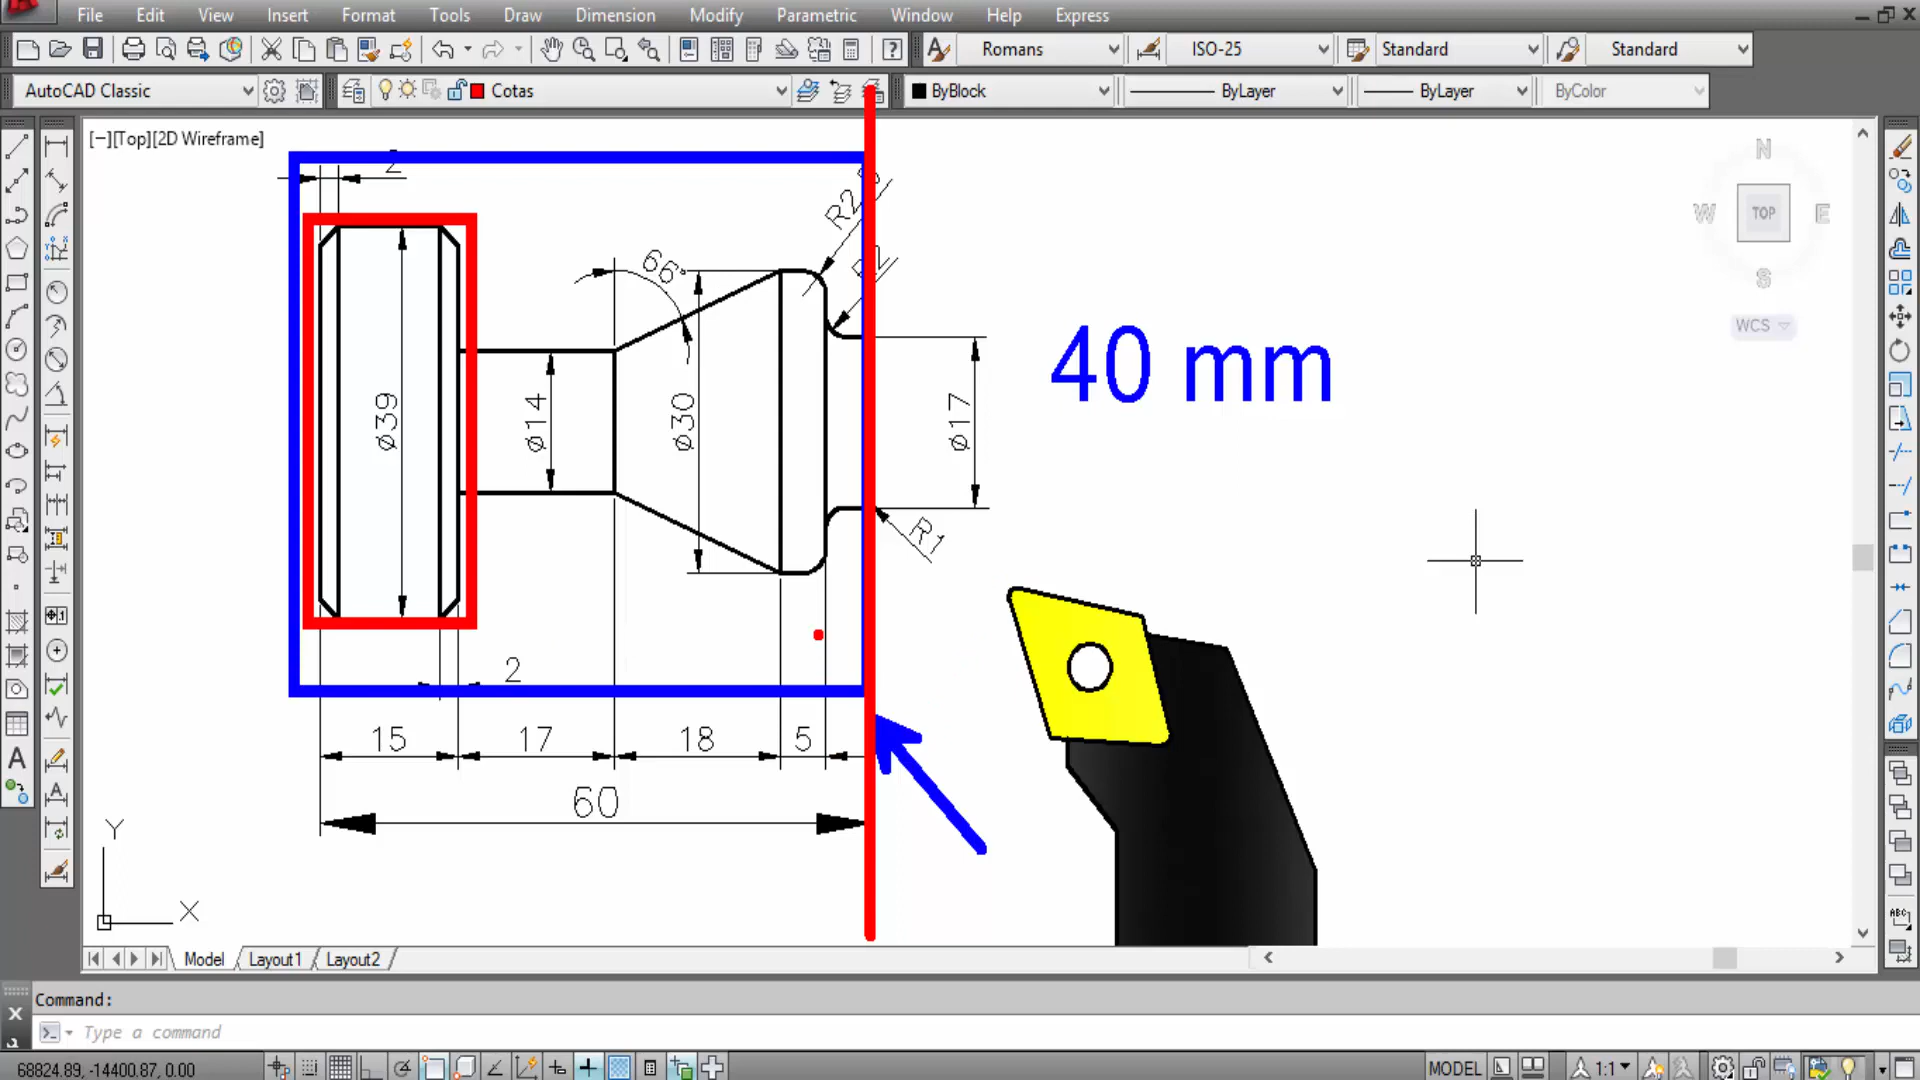 File Edit View Insert Format Tools Draw Dimension Modify Parametric Window Help Express
Romans ISO-25 Standard Standard
AutoCAD Classic Cotas ByBlock ByLayer ByLayer ByColor
[−][Top][2D Wireframe]
N
W TOP E
S
WCS
R2
66°
40 mm
ø39 ø14 ø30 ø17
R1
2
15 17 18 5
60
Y
X
Model Layout1 Layout2
Command:
Type a command
68824.89, -14400.87, 0.00 MODEL 1:1